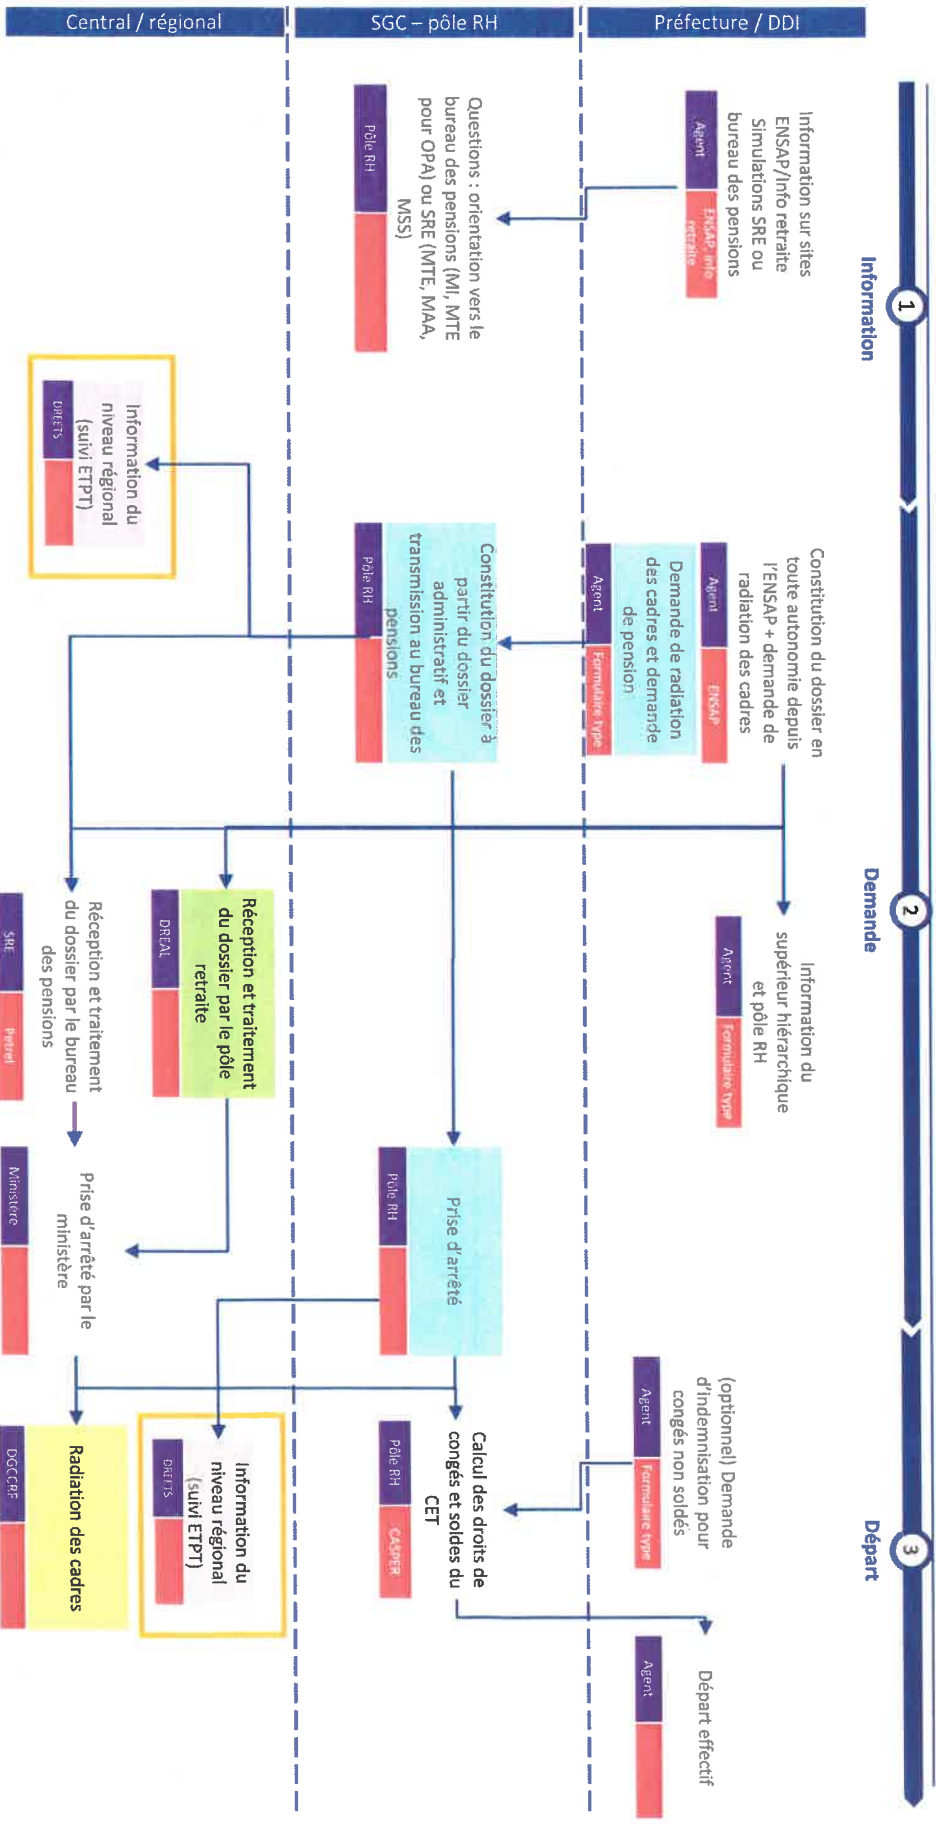 1
Information
2
Demande
3
Départ
Préfecture / DDI
Information sur sites
ENSAP/Info retraite
Simulations SRE ou
bureau des pensions
Agent
ENSAP, info
retraite
Constitution du dossier en
toute autonomie depuis
l'ENSAP + demande de
radiation des cadres
Agent
ENSAP
Demande de radiation
des cadres et demande
de pension
Agent
Formulaire type
Information du
supérieur hiérarchique
et pôle RH
Agent
Formulaire type
(optionnel) Demande
d'indemnisation pour
congés non soldés
Agent
Formulaire type
Départ effectif
Agent
SGC – pôle RH
Questions : orientation vers le
bureau des pensions (MI, MTE
pour OPA) ou SRE (MTE, MAA,
MSS)
Pôle RH
Constitution du dossier à
partir du dossier
administratif et
transmission au bureau des
pensions
Pôle RH
Prise d'arrêté
Pôle RH
Calcul des droits de
congés et soldes du
CET
Pôle RH
CASPER
Central / régional
Information du
niveau régional
(suivi ETPT)
DREETS
Réception et traitement
du dossier par le pôle
retraite
DREAL
Réception et traitement
du dossier par le bureau
des pensions
SRE
Petrel
Prise d'arrêté par le
ministère
Ministère
Information du
niveau régional
(suivi ETPT)
DREETS
Radiation des cadres
DGCCRF